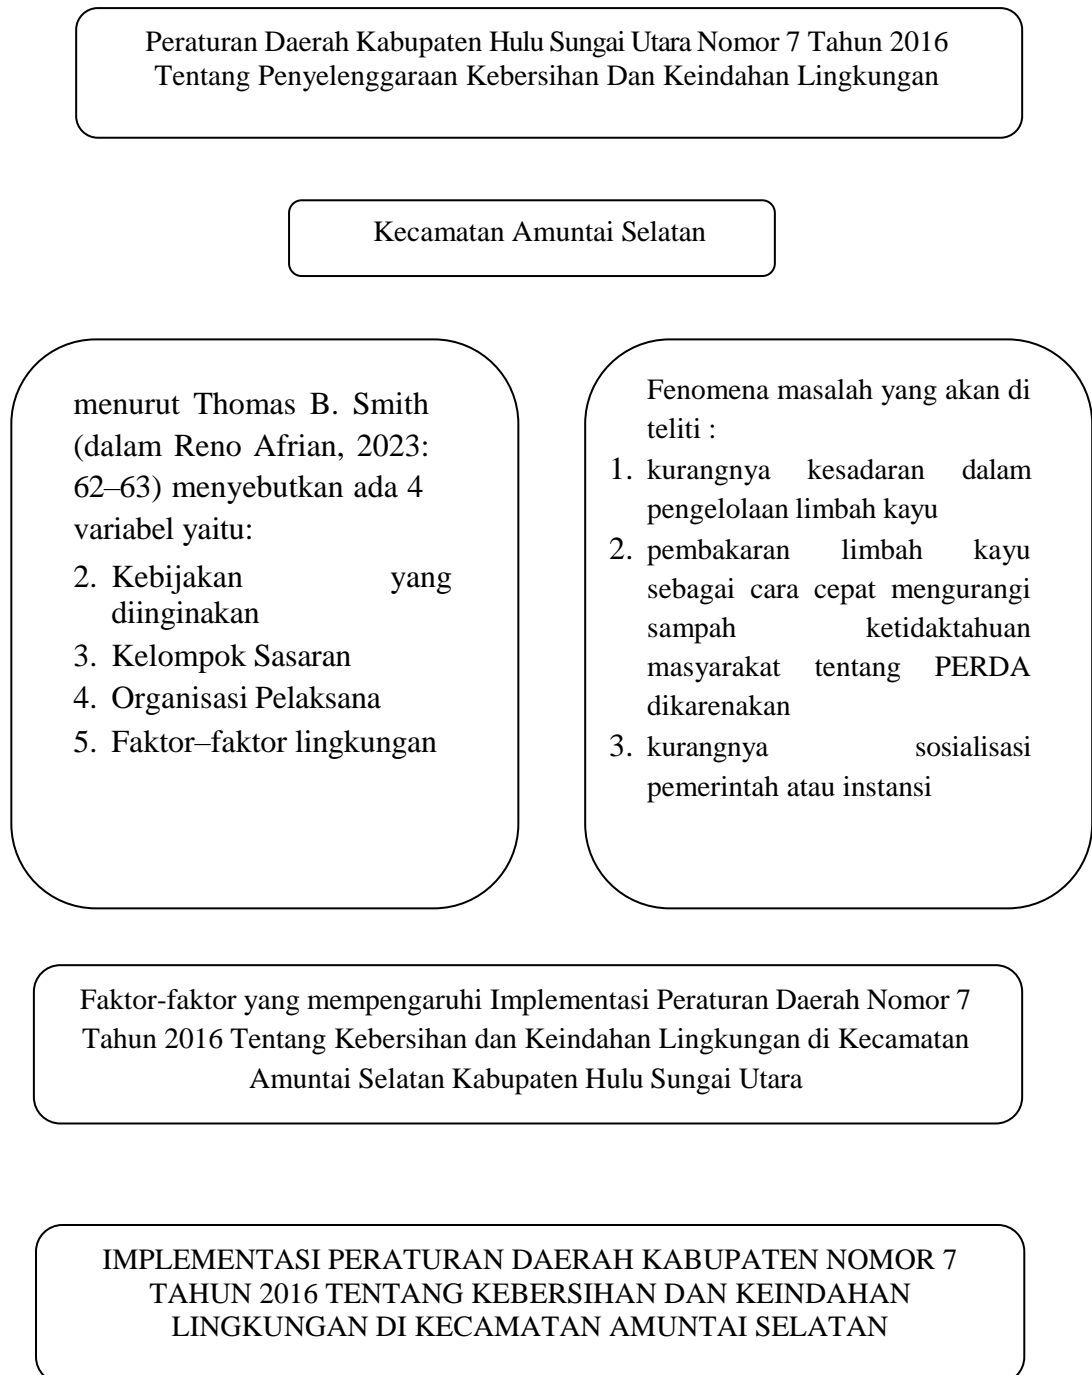 Peraturan Daerah Kabupaten Hulu Sungai Utara Nomor 7 Tahun 2016
Tentang Penyelenggaraan Kebersihan Dan Keindahan Lingkungan
Kecamatan Amuntai Selatan
menurut Thomas B. Smith
(dalam Reno Afrian, 2023:
62–63) menyebutkan ada 4
variabel yaitu:
2. Kebijakan yang
diinginakan
3. Kelompok Sasaran
4. Organisasi Pelaksana
5. Faktor–faktor lingkungan
Fenomena masalah yang akan di
teliti :
1. kurangnya kesadaran dalam
pengelolaan limbah kayu
2. pembakaran limbah kayu
sebagai cara cepat mengurangi
sampah ketidaktahuan
masyarakat tentang PERDA
dikarenakan
3. kurangnya sosialisasi
pemerintah atau instansi
Faktor-faktor yang mempengaruhi Implementasi Peraturan Daerah Nomor 7
Tahun 2016 Tentang Kebersihan dan Keindahan Lingkungan di Kecamatan
Amuntai Selatan Kabupaten Hulu Sungai Utara
IMPLEMENTASI PERATURAN DAERAH KABUPATEN NOMOR 7
TAHUN 2016 TENTANG KEBERSIHAN DAN KEINDAHAN
LINGKUNGAN DI KECAMATAN AMUNTAI SELATAN